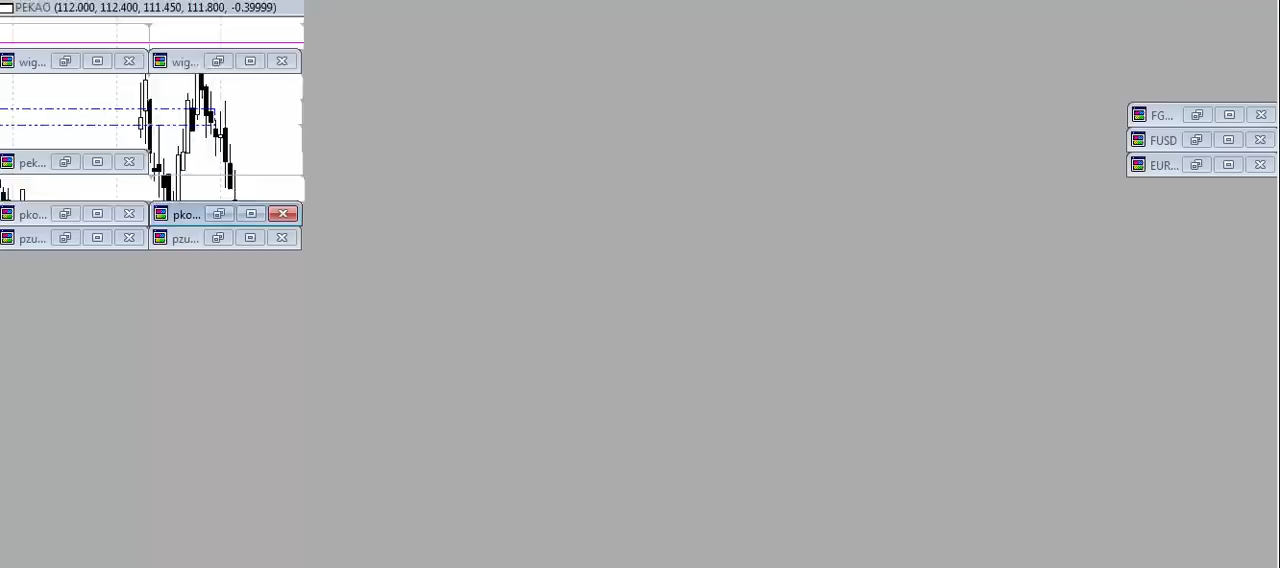 PEKAO (112.000, 112.400, 111.450, 111.800, -0.39999)
wig... wig...
FG...
FUSD
pek...
EUR...
pko... pko...
pzu... pzu...